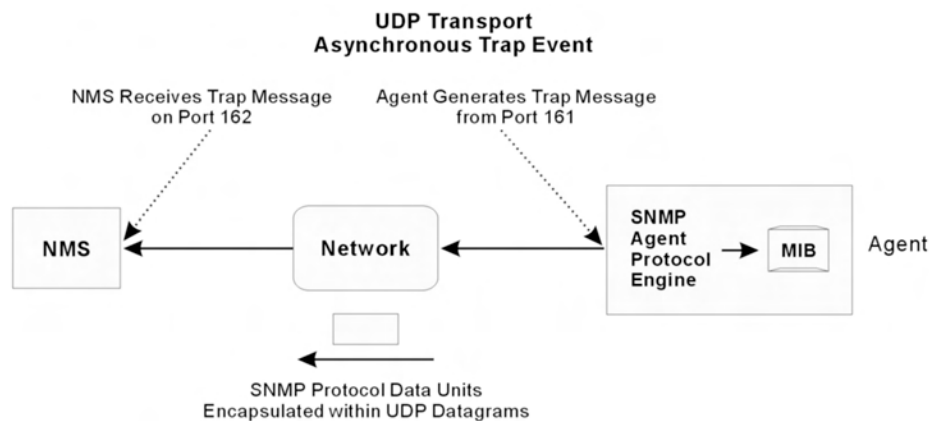 UDP Transport
Asynchronous Trap Event
NMS Receives Trap Message
on Port 162
Agent Generates Trap Message
from Port 161
NMS
Network
SNMP
Agent
Protocol
Engine
MIB
Agent
SNMP Protocol Data Units
Encapsulated within UDP Datagrams